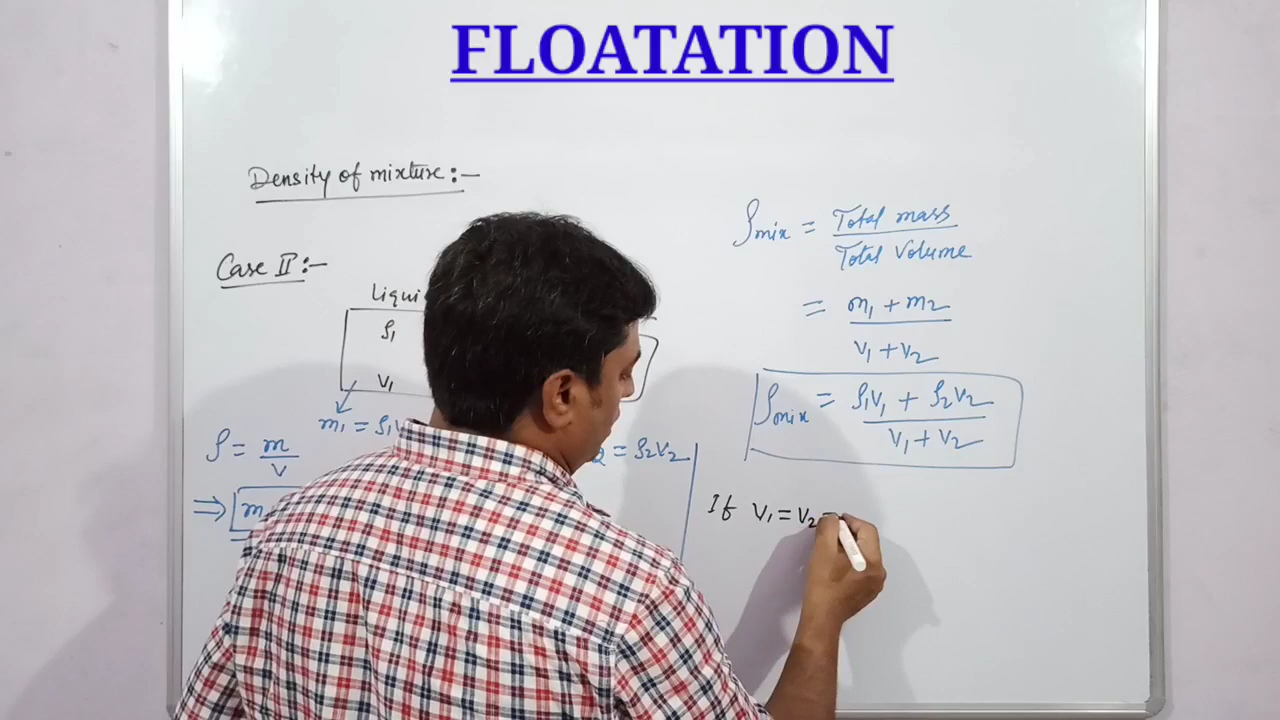 FLOATATION
Density of mixture :-
Case II :-
ρ1
V1
m1 = ρ1V
ρ = m/V
⇒ m
= ρ2V2
ρmix = Total mass / Total Volume
= m1 + m2 / V1 + V2
ρmix = ρ1V1 + ρ2V2 / V1 + V2
If V1 = V2 =